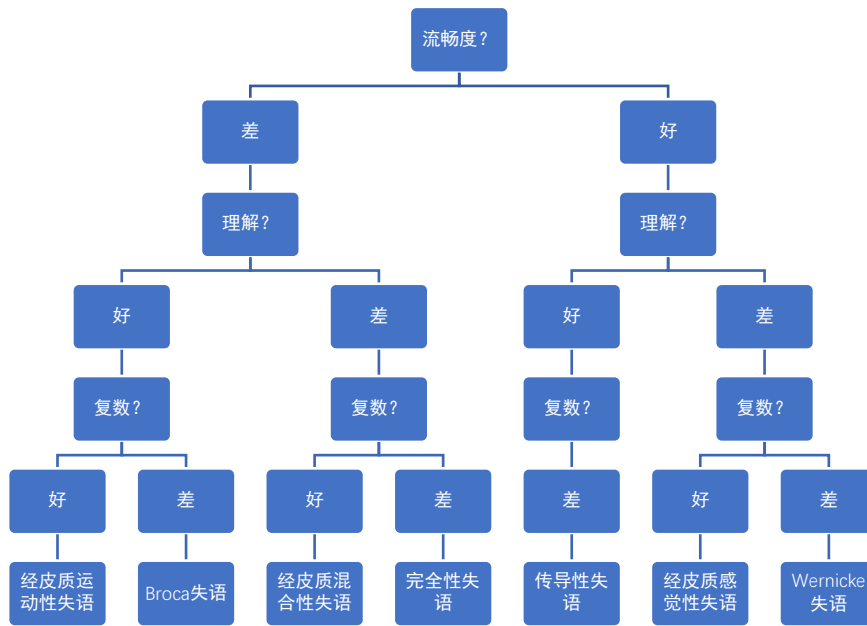 流畅度？
差
好
理解？
理解？
好
差
好
差
复数？
复数？
复数？
复数？
好
差
好
差
差
好
差
经皮质运
动性失语
Broca失语
经皮质混
合性失语
完全性失
语
传导性失
语
经皮质感
觉性失语
Wernicke
失语